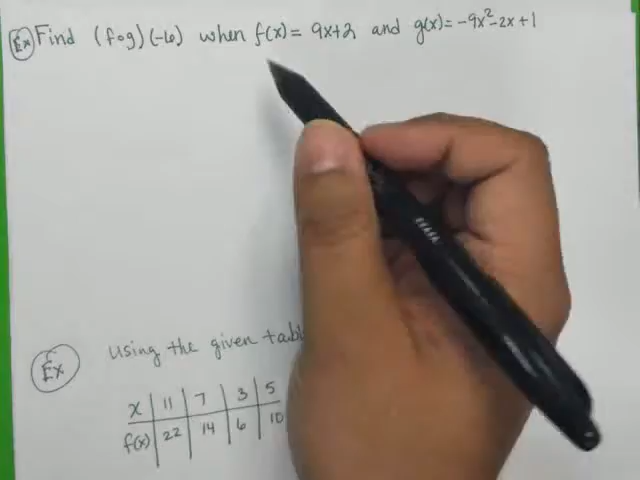 Ex Find (fog)(-6) when f(x) = 9x+2 and g(x) = -9x²-2x+1
Ex Using the given
x | 11 | 7 | 3 | 5
f(x) | 22 | 14 | 6 | 10